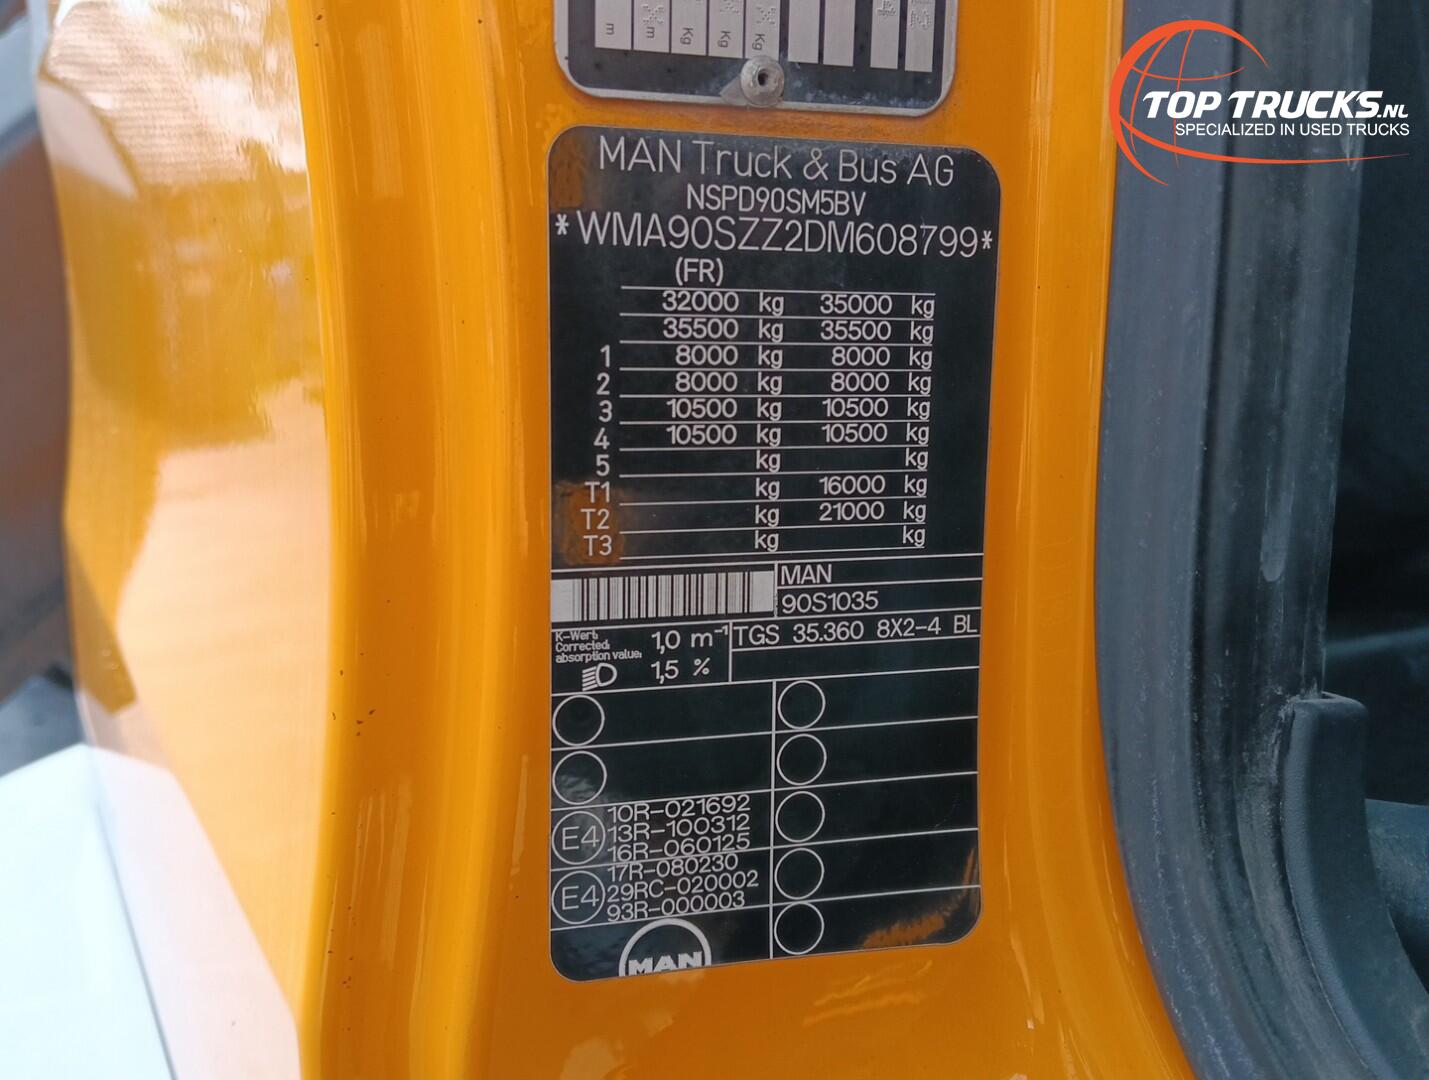 m
m
Kg
Kg
Kg
TOP TRUCKS.NL
SPECIALIZED IN USED TRUCKS
MAN Truck & Bus AG
NSPD90SM5BV
*WMA90SZZ2DM608799*
(FR)
32000 kg 35000 kg
35500 kg 35500 kg
1 8000 kg 8000 kg
2 8000 kg 8000 kg
3 10500 kg 10500 kg
4 10500 kg 10500 kg
5 kg kg
T1 kg 16000 kg
T2 kg 21000 kg
T3 kg kg
MAN
90S1035
K-Wert:
Corrected:
absorption value: 1,0 m-1
1,5 %
TGS 35.360 8X2-4 BL
10R-021692
E4 13R-100312
16R-060125
17R-080230
E4 29RC-020002
93R-000003
MAN